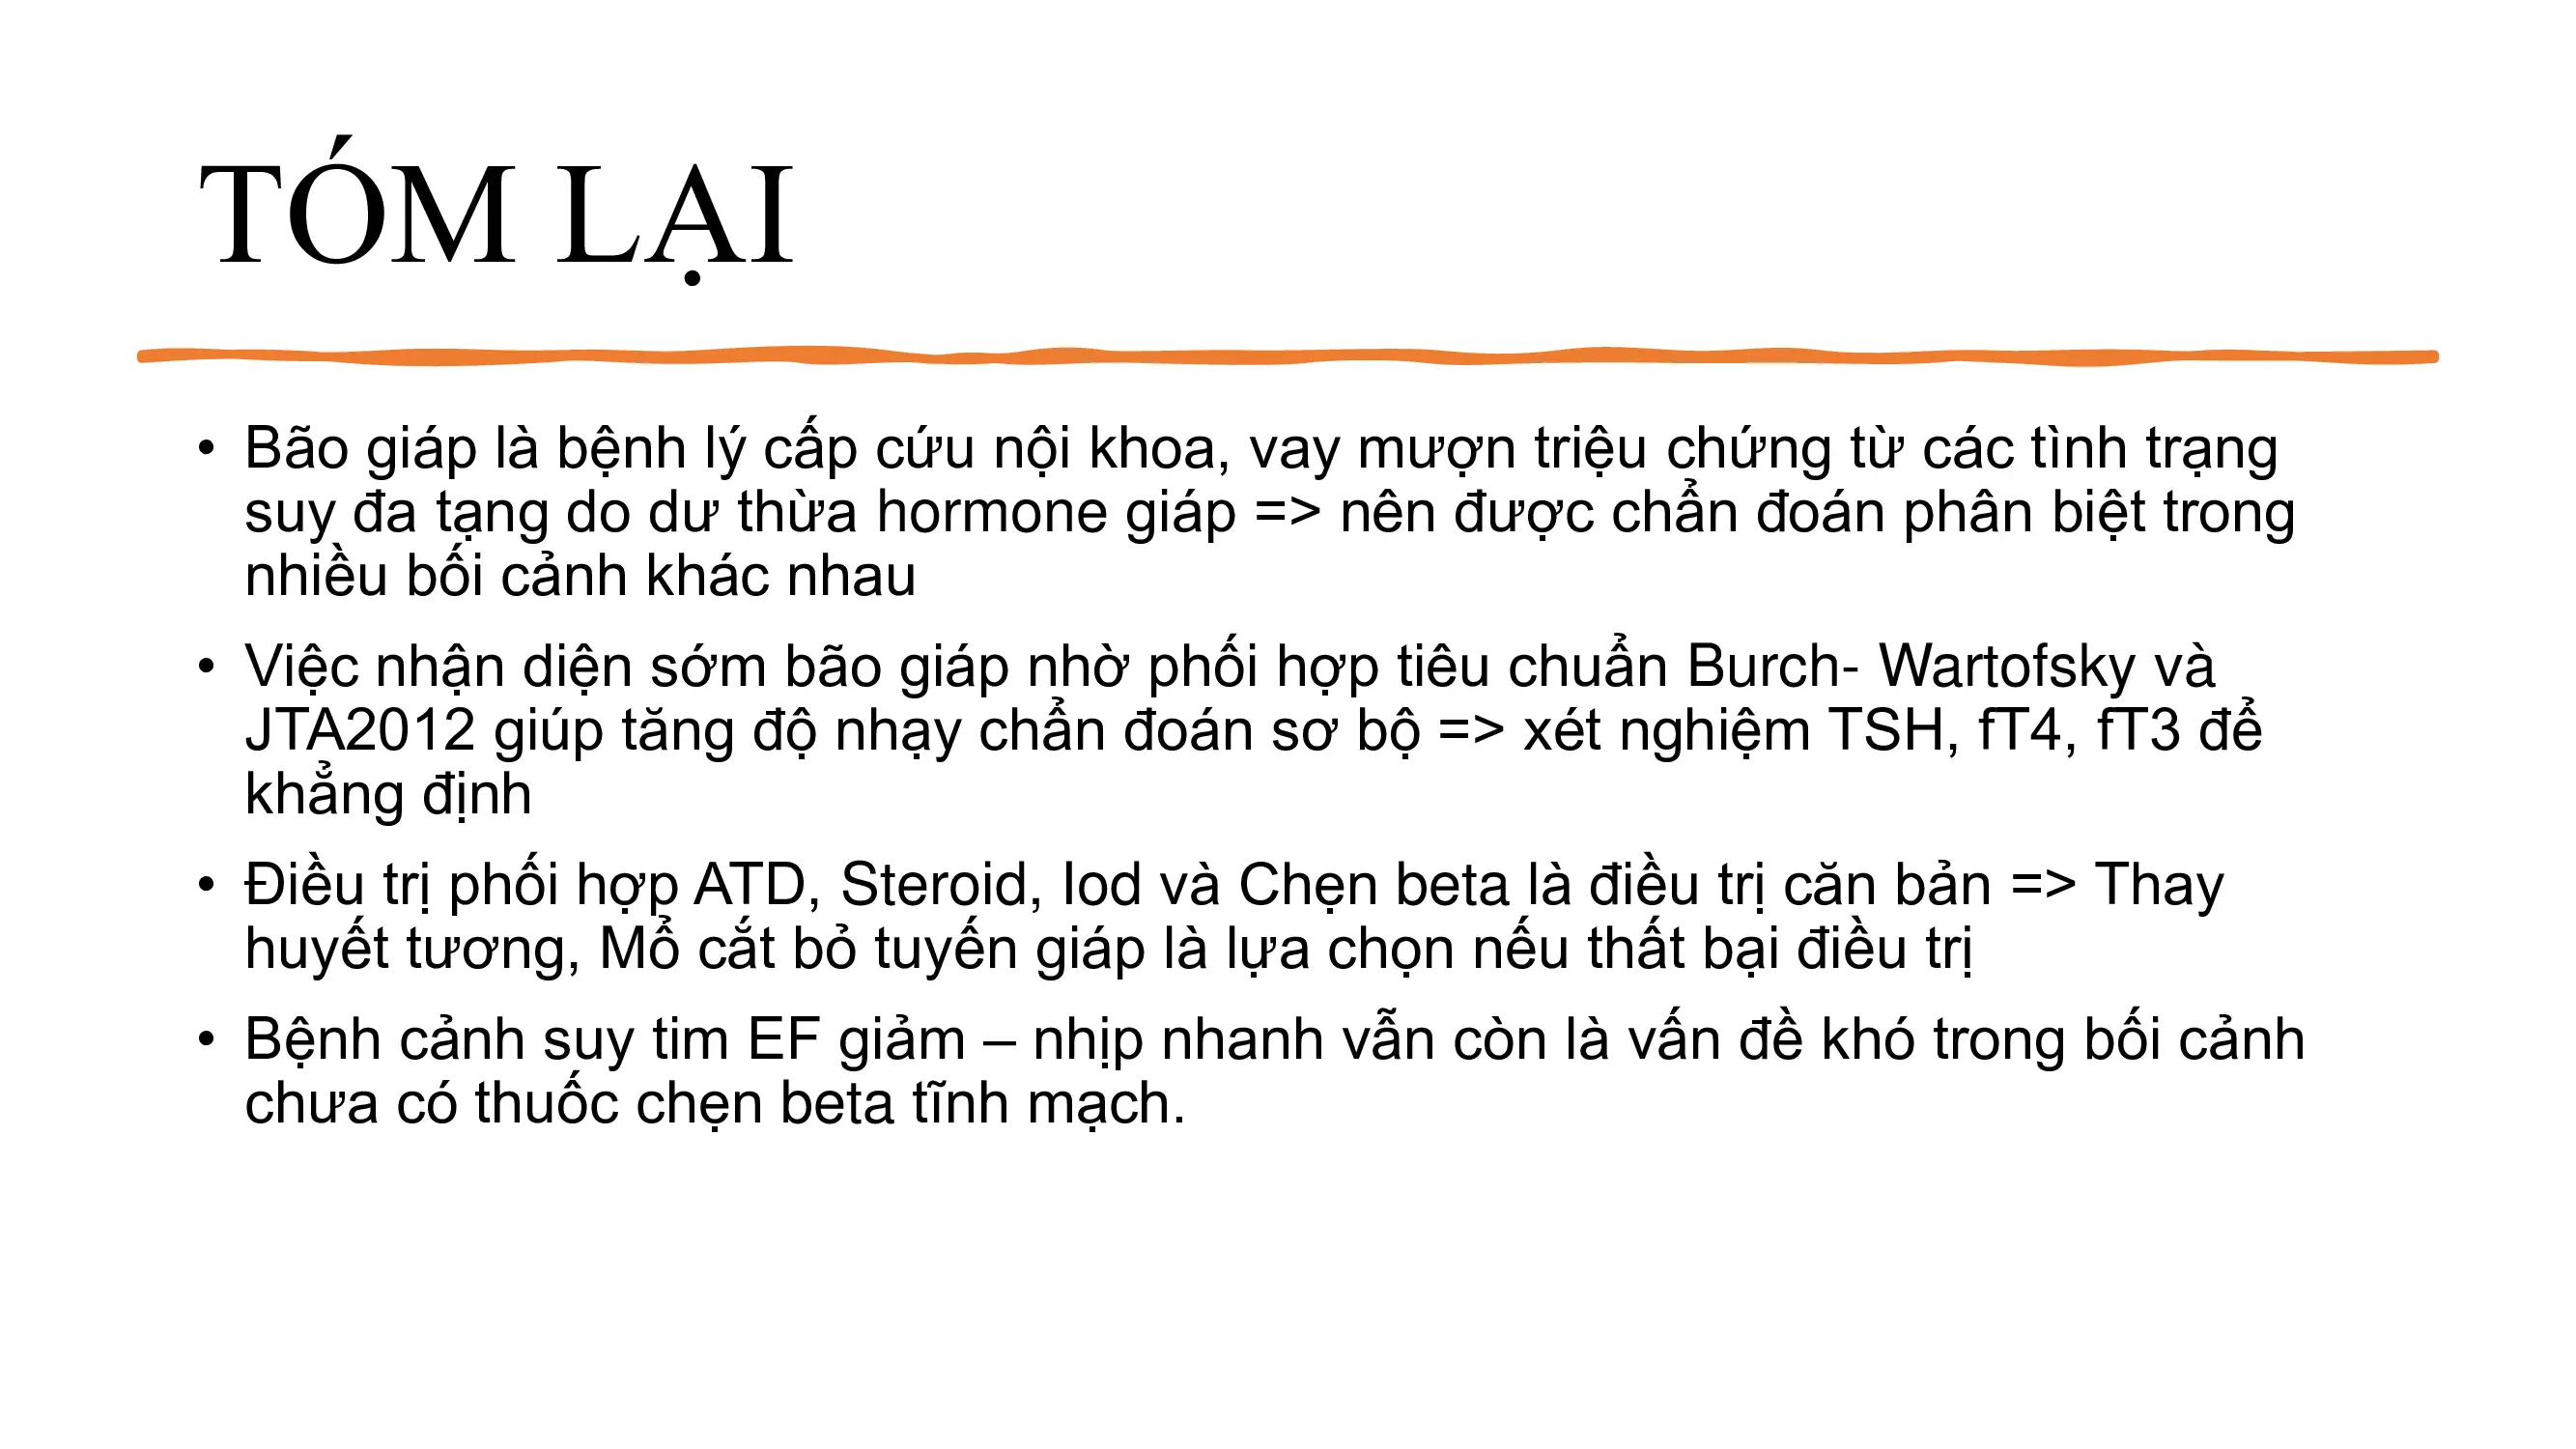 TÓM LẠI
• Bão giáp là bệnh lý cấp cứu nội khoa, vay mượn triệu chứng từ các tình trạng
suy đa tạng do dư thừa hormone giáp => nên được chẩn đoán phân biệt trong
nhiều bối cảnh khác nhau
• Việc nhận diện sớm bão giáp nhờ phối hợp tiêu chuẩn Burch- Wartofsky và
JTA2012 giúp tăng độ nhạy chẩn đoán sơ bộ => xét nghiệm TSH, fT4, fT3 để
khẳng định
• Điều trị phối hợp ATD, Steroid, Iod và Chẹn beta là điều trị căn bản => Thay
huyết tương, Mổ cắt bỏ tuyến giáp là lựa chọn nếu thất bại điều trị
• Bệnh cảnh suy tim EF giảm – nhịp nhanh vẫn còn là vấn đề khó trong bối cảnh
chưa có thuốc chẹn beta tĩnh mạch.